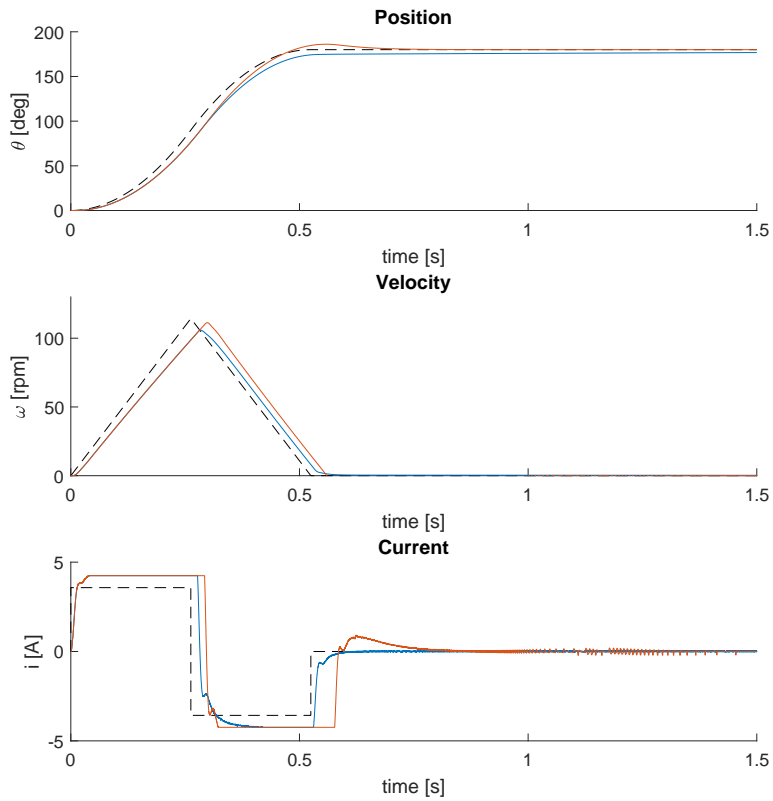 Position
200
150
100
50
0
θ [deg]
0 0.5 1 1.5
time [s]
Velocity
100
50
0
ω [rpm]
0 0.5 1 1.5
time [s]
Current
5
0
-5
i [A]
0 0.5 1 1.5
time [s]